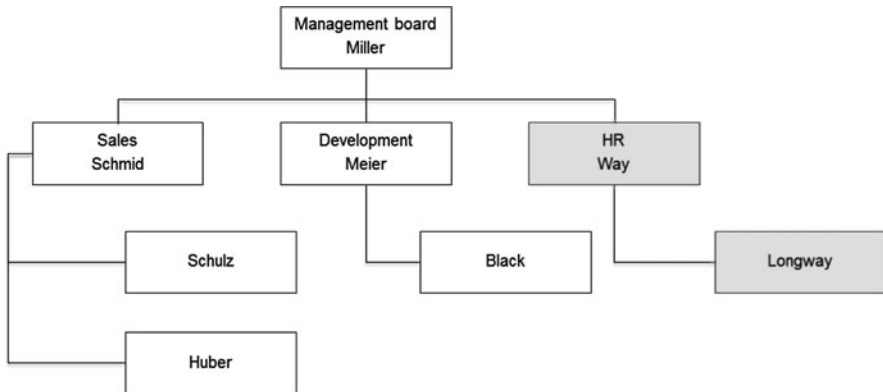 Management board
Miller
Sales
Schmid
Development
Meier
HR
Way
Schulz
Black
Longway
Huber